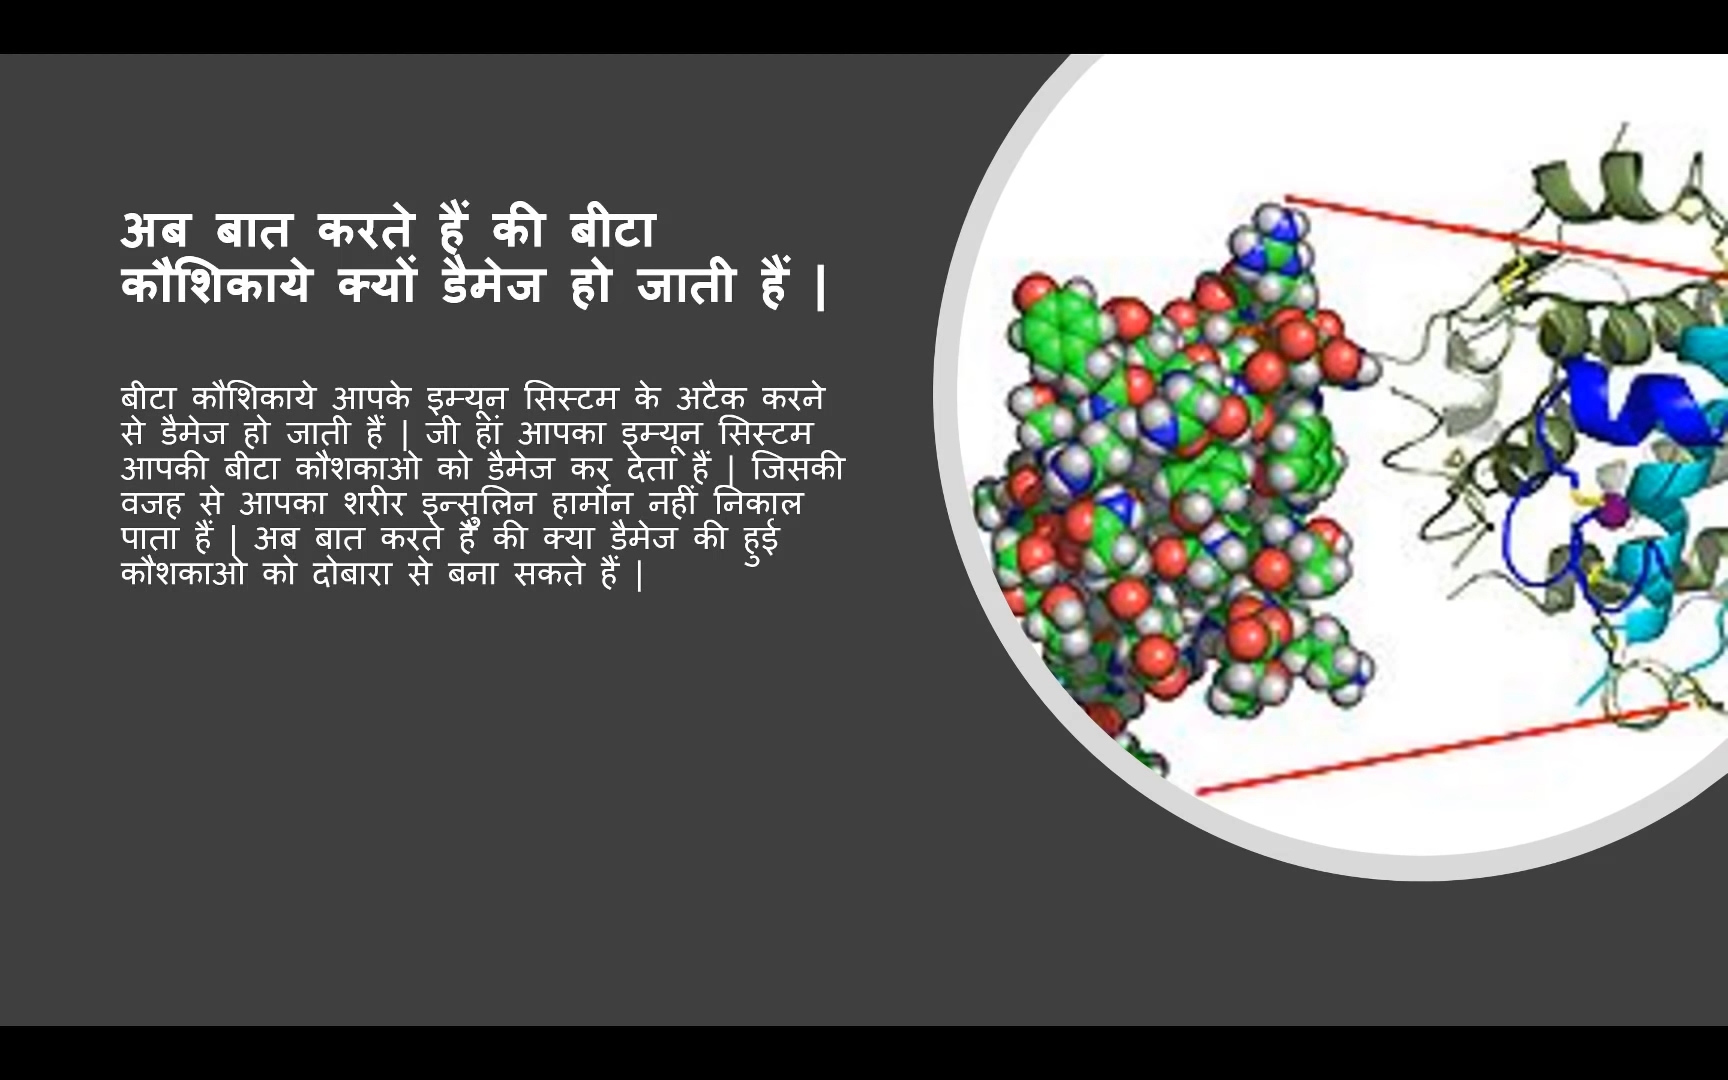 अब बात करते हैं की बीटा
कौशिकाये क्यों डैमेज हो जाती हैं |
बीटा कौशिकाये आपके इम्यून सिस्टम के अटैक करने
से डैमेज हो जाती हैं | जी हां आपका इम्यून सिस्टम
आपकी बीटा कौशकाओ को डैमेज कर देता हैं | जिसकी
वजह से आपका शरीर इन्सुलिन हार्मोन नहीं निकाल
पाता हैं | अब बात करते हैं की क्या डैमेज की हुई
कौशकाओ को दोबारा से बना सकते हैं |